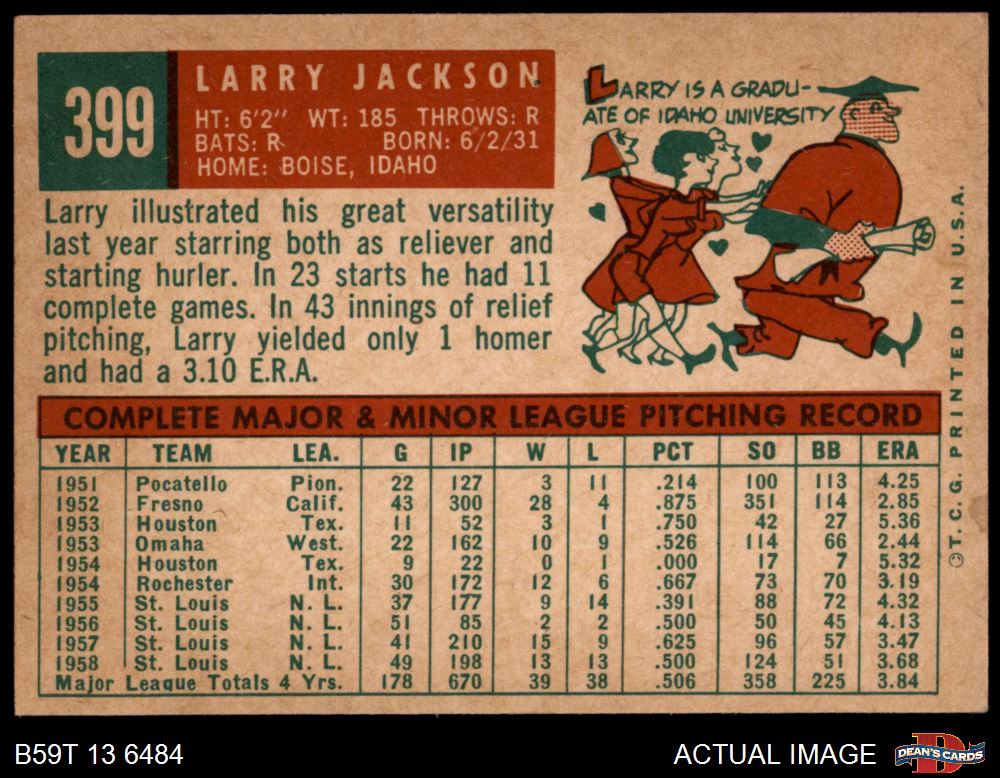 399
LARRY JACKSON
HT: 6'2" WT: 185 THROWS: R
BATS: R BORN: 6/2/31
HOME: BOISE, IDAHO
LARRY IS A GRADU-
ATE OF IDAHO UNIVERSITY
Larry illustrated his great versatility
last year starring both as reliever and
starting hurler. In 23 starts he had 11
complete games. In 43 innings of relief
pitching, Larry yielded only 1 homer
and had a 3.10 E.R.A.
COMPLETE MAJOR & MINOR LEAGUE PITCHING RECORD
YEAR TEAM LEA. G IP W L PCT SO BB ERA
1951 Pocatello Pion. 22 127 3 11 .214 100 113 4.25
1952 Fresno Calif. 43 300 28 4 .875 351 114 2.85
1953 Houston Tex. 11 52 3 1 .750 42 27 5.36
1953 Omaha West. 22 162 10 9 .526 114 66 2.44
1954 Houston Tex. 9 22 0 1 .000 17 7 5.32
1954 Rochester Int. 30 172 12 6 .667 73 70 3.19
1955 St. Louis N. L. 37 177 9 14 .391 88 72 4.32
1956 St. Louis N. L. 51 85 2 2 .500 50 45 4.13
1957 St. Louis N. L. 41 210 15 9 .625 96 57 3.47
1958 St. Louis N. L. 49 198 13 13 .500 124 51 3.68
Major League Totals 4 Yrs. 178 670 39 38 .506 358 225 3.84
©T. C. G. PRINTED IN U.S.A.
B59T 13 6484
ACTUAL IMAGE
D
DEAN'S CARDS